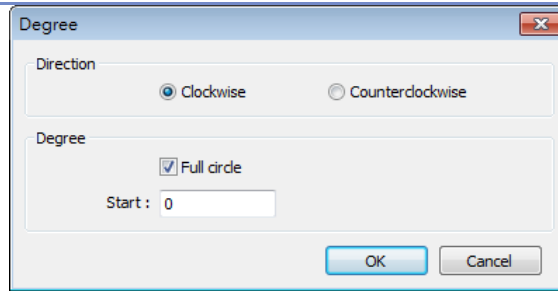 Degree
Direction
Clockwise Counterclockwise
Degree
Full circle
Start : 0
OK Cancel